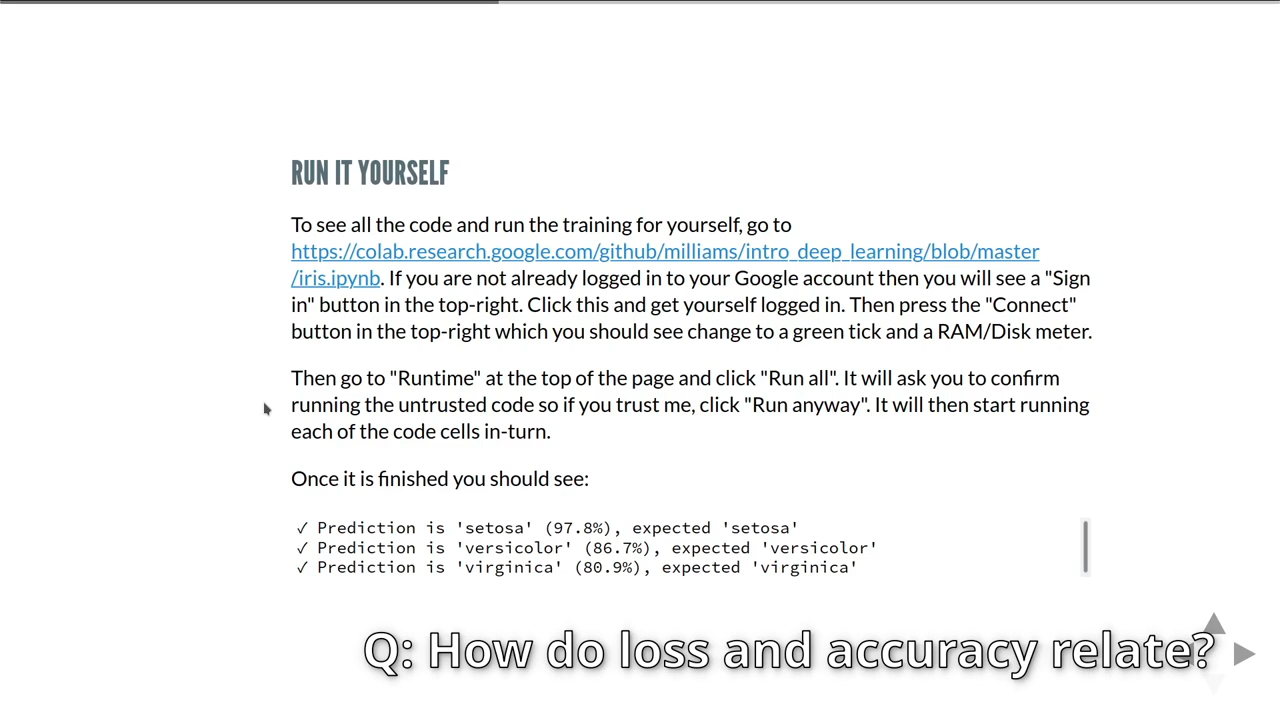 RUN IT YOURSELF
To see all the code and run the training for yourself, go to
https://colab.research.google.com/github/milliams/intro_deep_learning/blob/master
/iris.ipynb. If you are not already logged in to your Google account then you will see a "Sign
in" button in the top-right. Click this and get yourself logged in. Then press the "Connect"
button in the top-right which you should see change to a green tick and a RAM/Disk meter.
Then go to "Runtime" at the top of the page and click "Run all". It will ask you to confirm
running the untrusted code so if you trust me, click "Run anyway". It will then start running
each of the code cells in-turn.
Once it is finished you should see:
✓ Prediction is 'setosa' (97.8%), expected 'setosa'
✓ Prediction is 'versicolor' (86.7%), expected 'versicolor'
✓ Prediction is 'virginica' (80.9%), expected 'virginica'
Q: How do loss and accuracy relate?